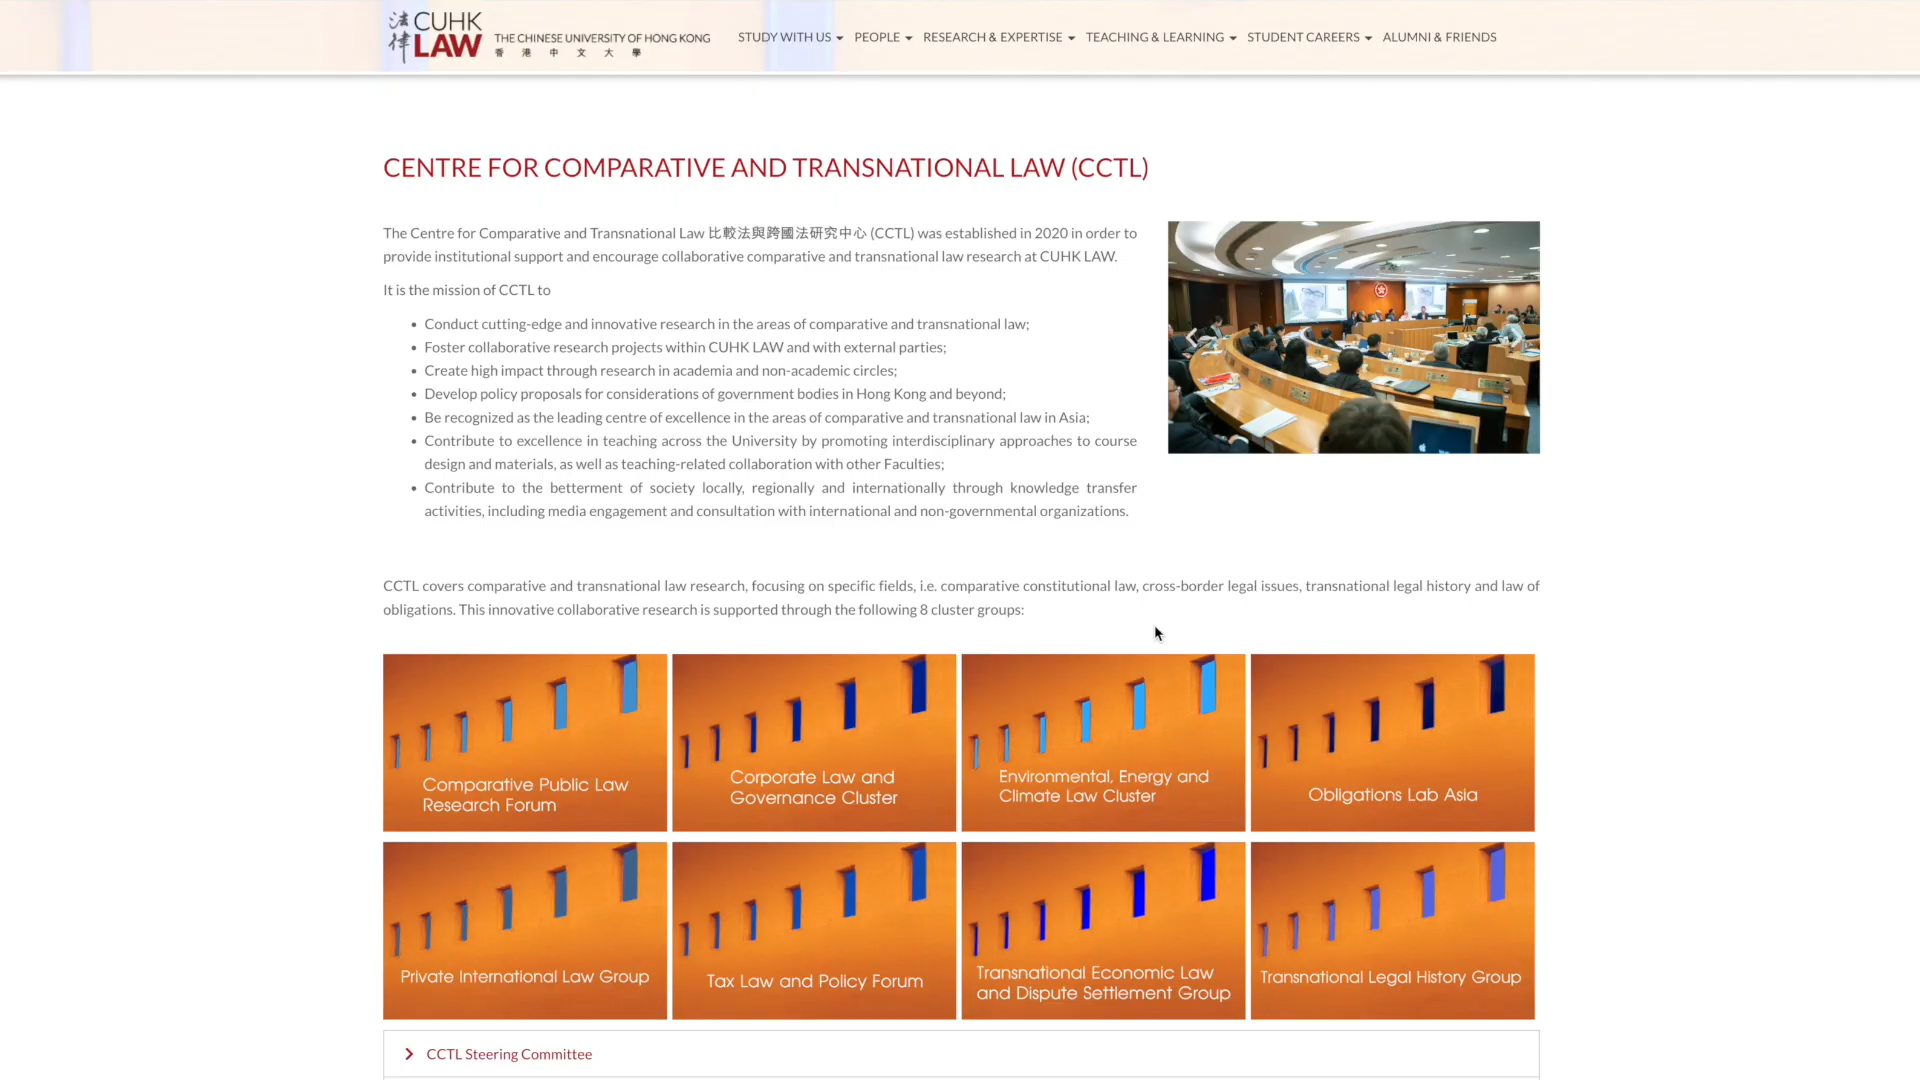 法律 CUHK LAW THE CHINESE UNIVERSITY OF HONG KONG
香港中文大學
STUDY WITH US PEOPLE RESEARCH & EXPERTISE TEACHING & LEARNING STUDENT CAREERS ALUMNI & FRIENDS
CENTRE FOR COMPARATIVE AND TRANSNATIONAL LAW (CCTL)
The Centre for Comparative and Transnational Law 比較法與跨國法研究中心 (CCTL) was established in 2020 in order to
provide institutional support and encourage collaborative comparative and transnational law research at CUHK LAW.
It is the mission of CCTL to
Conduct cutting-edge and innovative research in the areas of comparative and transnational law;
Foster collaborative research projects within CUHK LAW and with external parties;
Create high impact through research in academia and non-academic circles;
Develop policy proposals for considerations of government bodies in Hong Kong and beyond;
Be recognized as the leading centre of excellence in the areas of comparative and transnational law in Asia;
Contribute to excellence in teaching across the University by promoting interdisciplinary approaches to course
design and materials, as well as teaching-related collaboration with other Faculties;
Contribute to the betterment of society locally, regionally and internationally through knowledge transfer
activities, including media engagement and consultation with international and non-governmental organizations.
CCTL covers comparative and transnational law research, focusing on specific fields, i.e. comparative constitutional law, cross-border legal issues, transnational legal history and law of
obligations. This innovative collaborative research is supported through the following 8 cluster groups:
Comparative Public Law
Research Forum
Corporate Law and
Governance Cluster
Environmental, Energy and
Climate Law Cluster
Obligations Lab Asia
Private International Law Group
Tax Law and Policy Forum
Transnational Economic Law
and Dispute Settlement Group
Transnational Legal History Group
CCTL Steering Committee